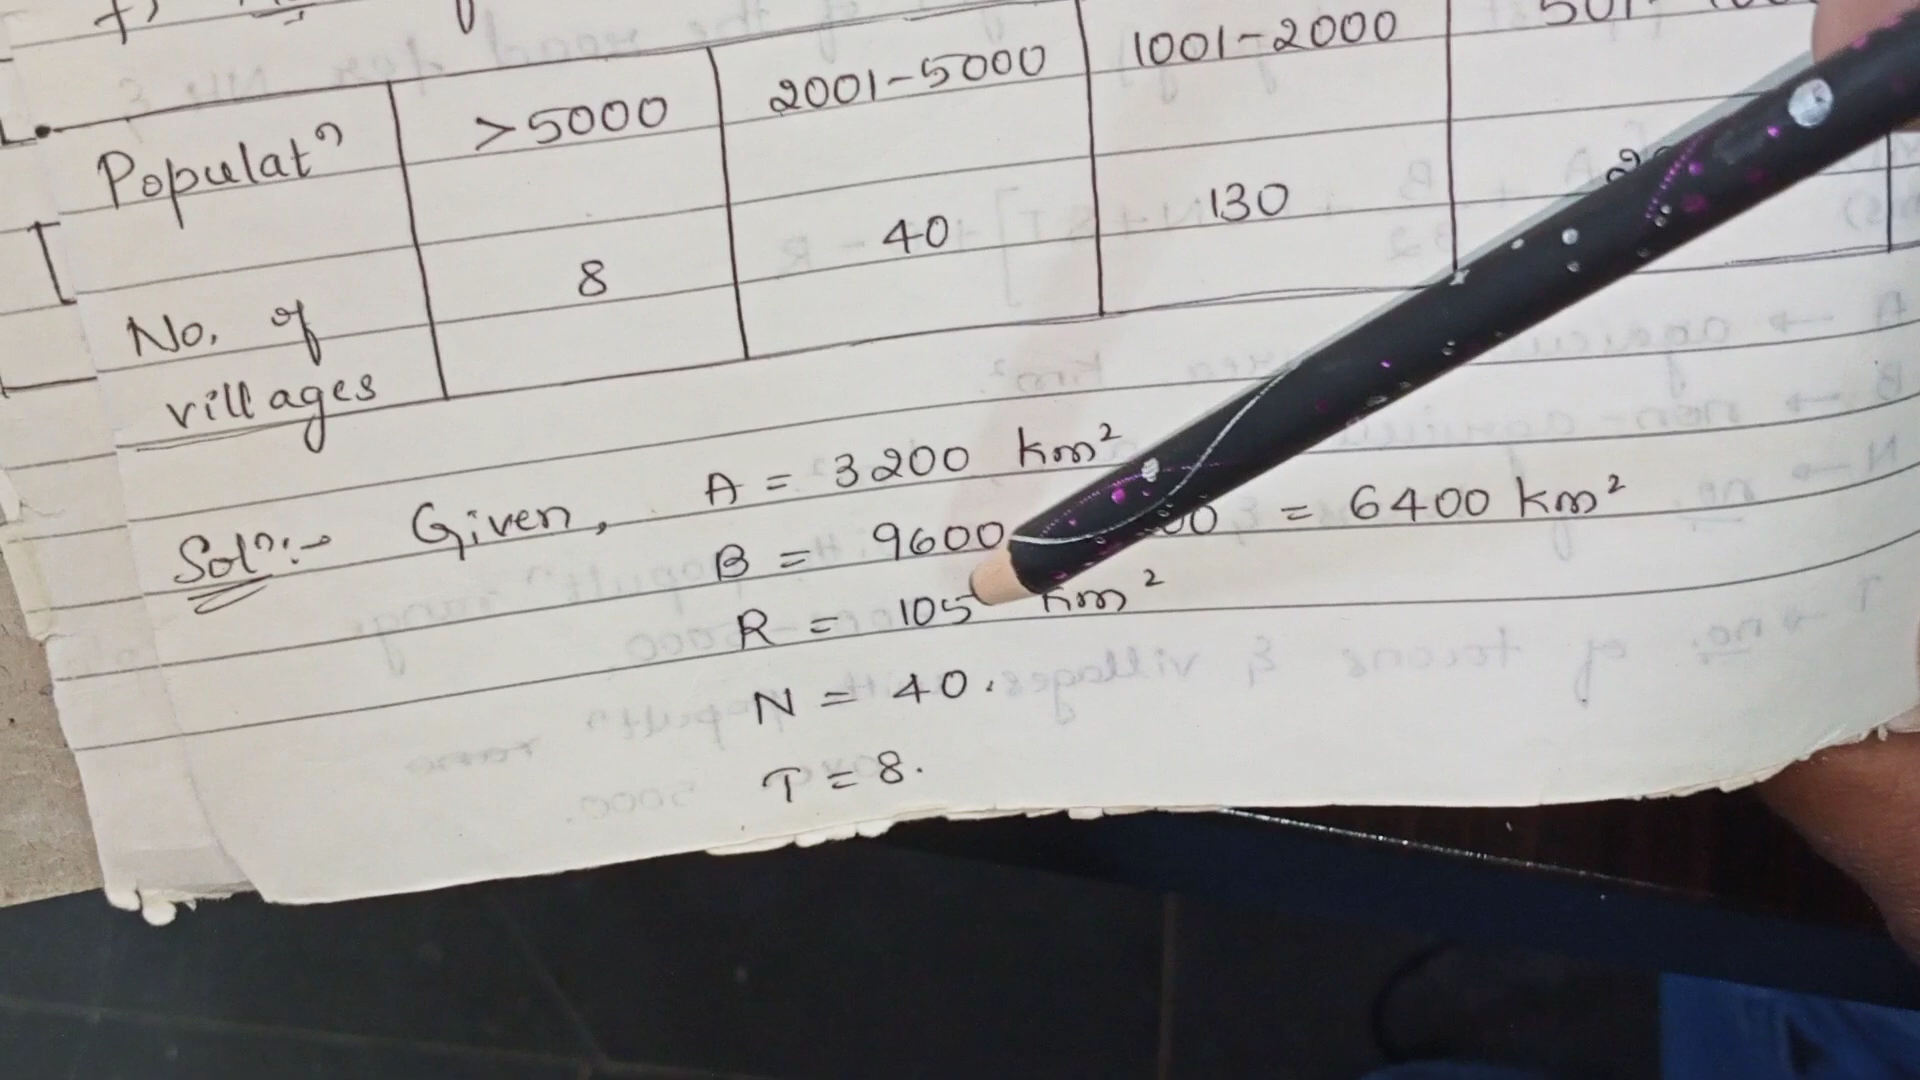 Populatⁿ >5000 2001-5000 1001-2000
No. of villages 8 40 130
Solⁿ:- Given, A = 3200 km²
B = 9600 = 6400 km²
R = 105 km²
N = 40.
T = 8.